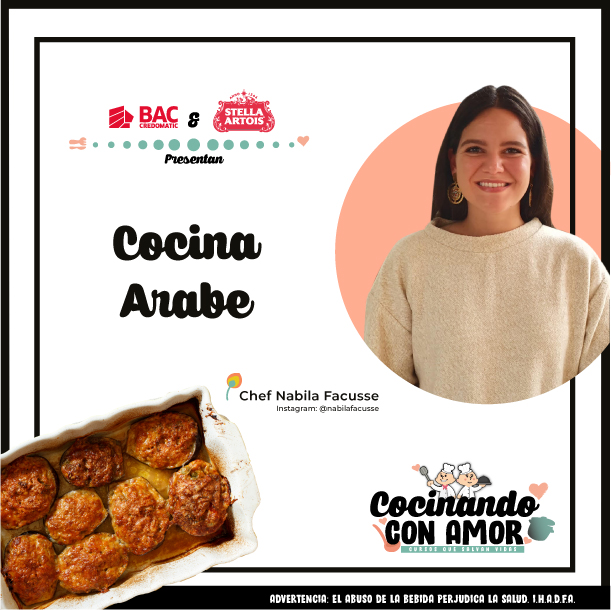 BAC
CREDOMATIC
&
STELLA
ARTOIS
Presentan
Cocina
Arabe
Chef Nabila Facusse
Instagram: @nabilafacusse
Cocinando
CON AMOR
CURSOS QUE SALVAN VIDAS
ADVERTENCIA: EL ABUSO DE LA BEBIDA PERJUDICA LA SALUD. I.H.A.D.F.A.